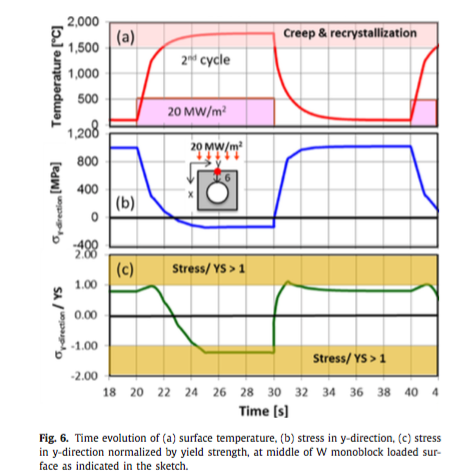 2,000
1,500
1,000
500
0
Temperature [°C]
(a)
Creep & recrystallization
2nd cycle
20 MW/m²
1,200
800
400
0
-400
σy-direction [MPa]
(b)
20 MW/m²
y
6
x
2.00
1.00
0.00
-1.00
-2.00
σy-direction / YS
(c)
Stress/ YS > 1
Stress/ YS > 1
18 20 22 24 26 28 30 32 34 36 38 40 4
Time [s]
Fig. 6. Time evolution of (a) surface temperature, (b) stress in y-direction, (c) stress
in y-direction normalized by yield strength, at middle of W monoblock loaded sur-
face as indicated in the sketch.